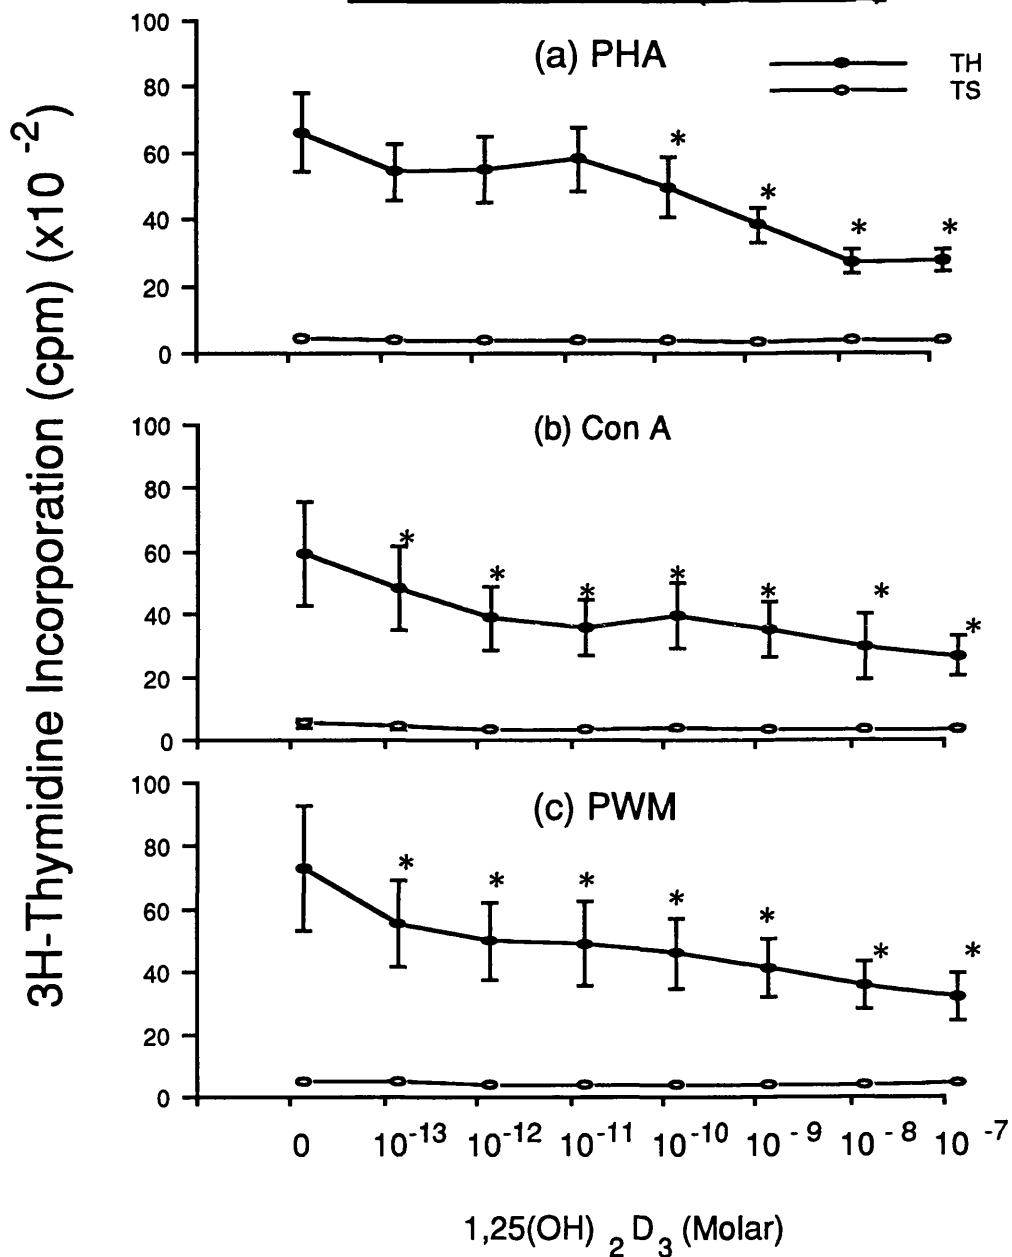 3H-Thymidine Incorporation (cpm) (x10 -2)
(a) PHA
TH
TS
100
80
60
40
20
0
* * * *
(b) Con A
100
80
60
40
20
0
* * * * * * *
(c) PWM
100
80
60
40
20
0
* * * * * * *
0 10-13 10-12 10-11 10-10 10-9 10-8 10-7
1,25(OH) 2 D3 (Molar)